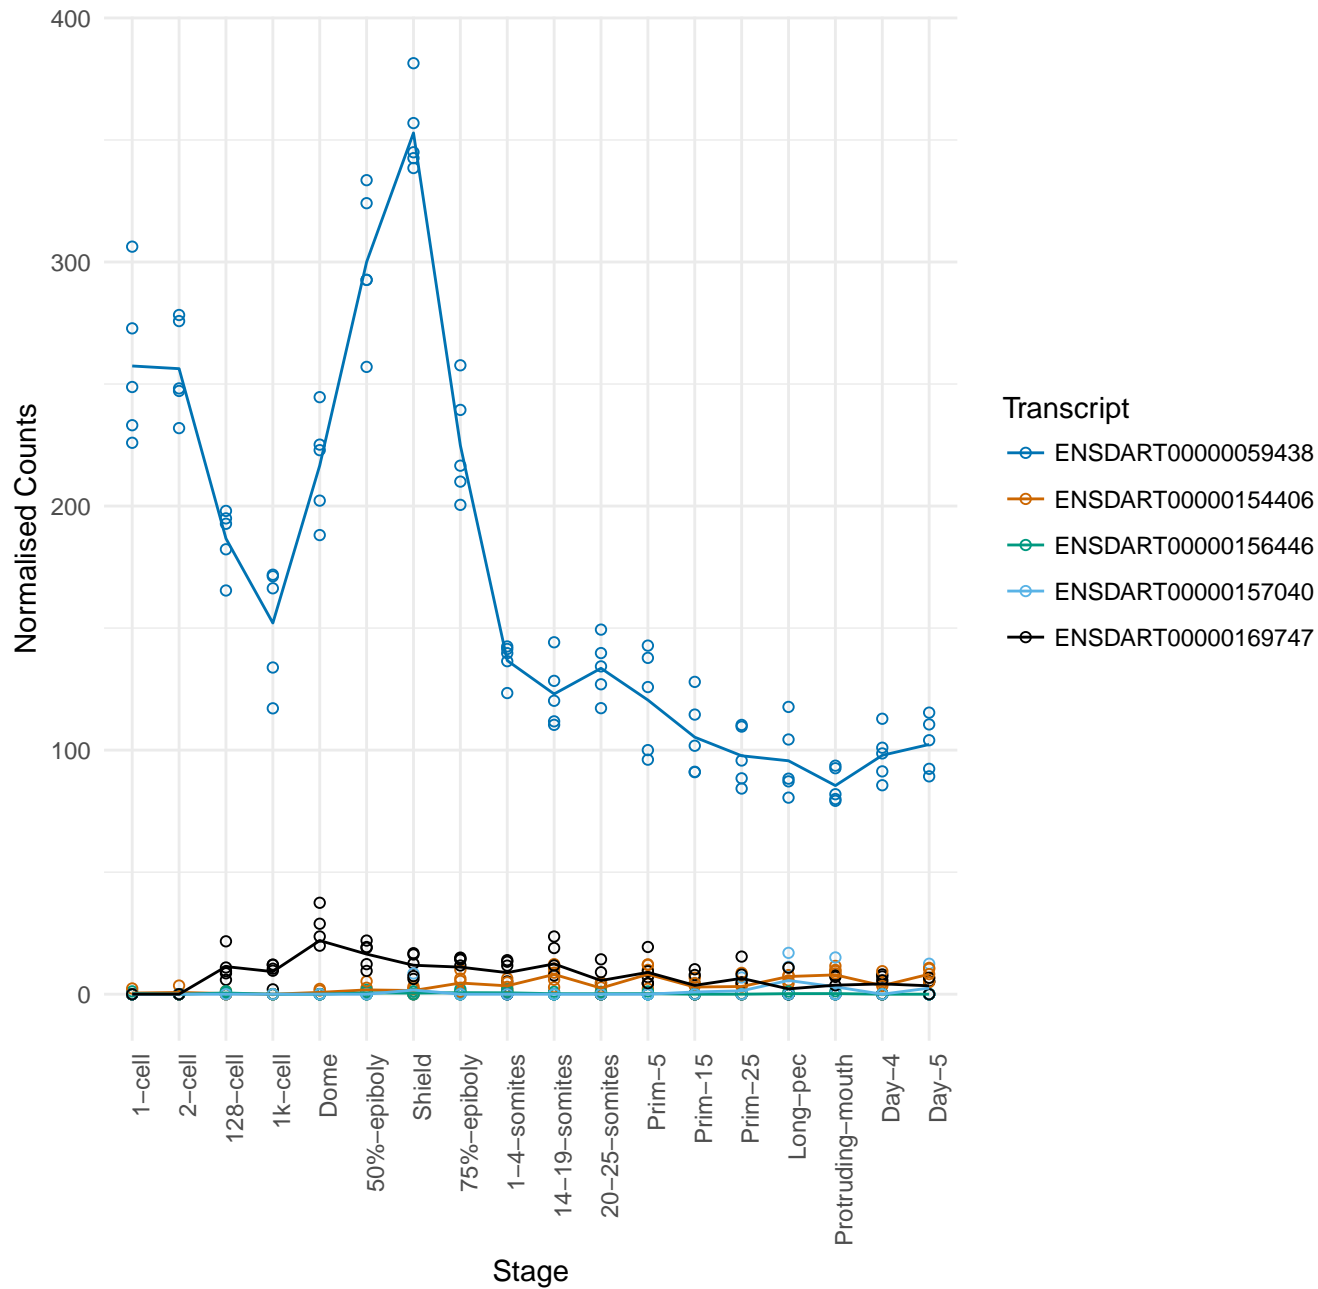 400
300
200
100
0
Normalised Counts
1−cell
2−cell
128−cell
1k−cell
Dome
50%−epiboly
Shield
75%−epiboly
1−4−somites
14−19−somites
20−25−somites
Prim−5
Prim−15
Prim−25
Long−pec
Protruding−mouth
Day−4
Day−5
Stage
Transcript
ENSDART00000059438
ENSDART00000154406
ENSDART00000156446
ENSDART00000157040
ENSDART00000169747